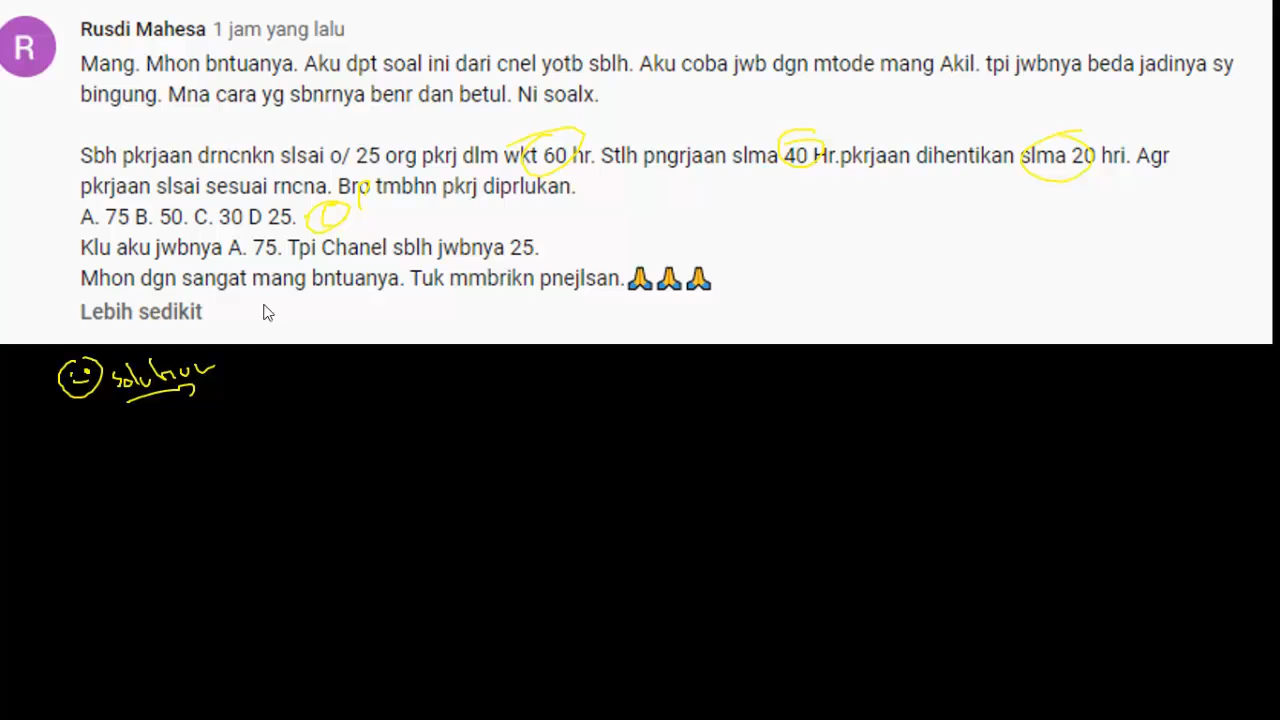 R
Rusdi Mahesa 1 jam yang lalu
Mang. Mhon bntuanya. Aku dpt soal ini dari cnel yotb sblh. Aku coba jwb dgn mtode mang Akil. tpi jwbnya beda jadinya sy
bingung. Mna cara yg sbnrnya benr dan betul. Ni soalx.
Sbh pkrjaan drncnkn slsai o/ 25 org pkrj dlm wkt 60 hr. Stlh pngrjaan slma 40 Hr.pkrjaan dihentikan slma 20 hri. Agr
pkrjaan slsai sesuai rncna. Brp tmbhn pkrj diprlukan.
A. 75 B. 50. C. 30 D 25.
Klu aku jwbnya A. 75. Tpi Chanel sblh jwbnya 25.
Mhon dgn sangat mang bntuanya. Tuk mmbrikn pnejlsan.🙏🙏🙏
Lebih sedikit